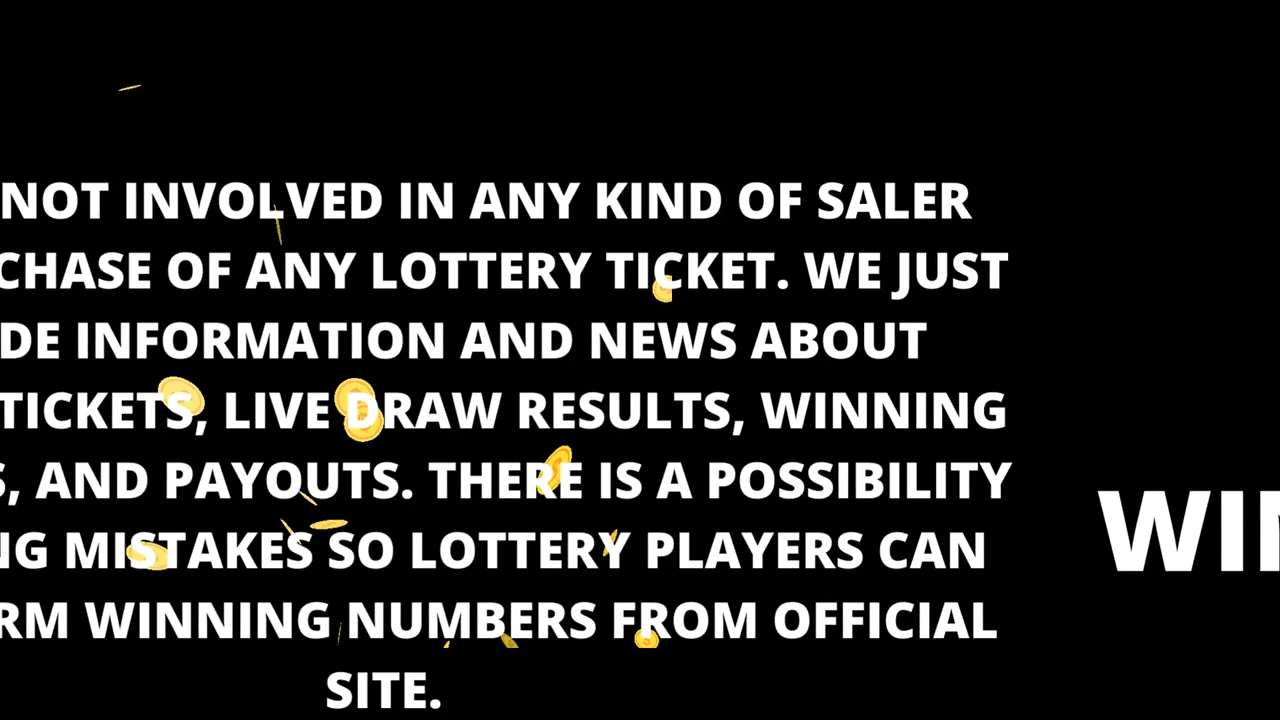 NOT INVOLVED IN ANY KIND OF SALER
CHASE OF ANY LOTTERY TICKET. WE JUST
DE INFORMATION AND NEWS ABOUT
TICKETS, LIVE DRAW RESULTS, WINNING
S, AND PAYOUTS. THERE IS A POSSIBILITY
NG MISTAKES SO LOTTERY PLAYERS CAN
RM WINNING NUMBERS FROM OFFICIAL
SITE.
WIN